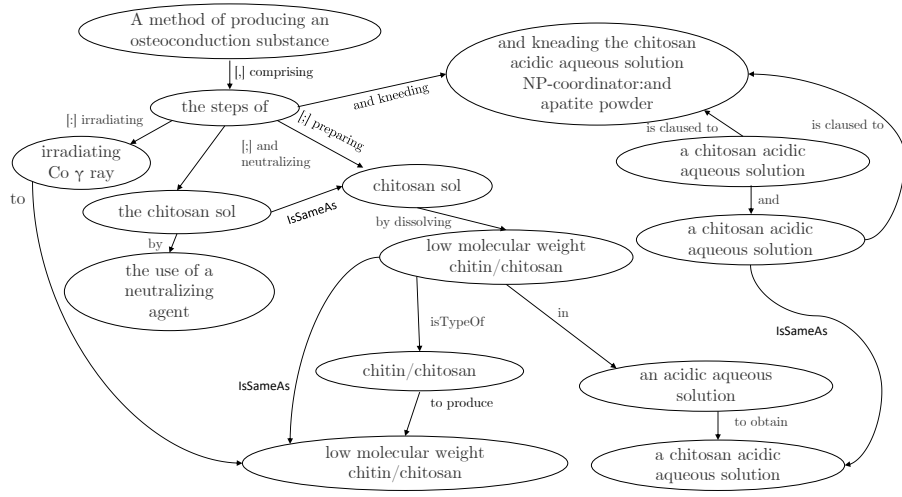 A method of producing an
osteoconduction substance
[,] comprising
the steps of
and kneeding
and kneading the chitosan
acidic aqueous solution
NP-coordinator:and
apatite powder
[:] irradiating
[;] and
neutralizing
[;] preparing
is claused to
is claused to
irradiating
Co γ ray
to
chitosan sol
a chitosan acidic
aqueous solution
the chitosan sol
IsSameAs
by dissolving
and
by
low molecular weight
chitin/chitosan
a chitosan acidic
aqueous solution
the use of a
neutralizing
agent
isTypeOf
in
IsSameAs
IsSameAs
chitin/chitosan
an acidic aqueous
solution
to produce
to obtain
low molecular weight
chitin/chitosan
a chitosan acidic
aqueous solution